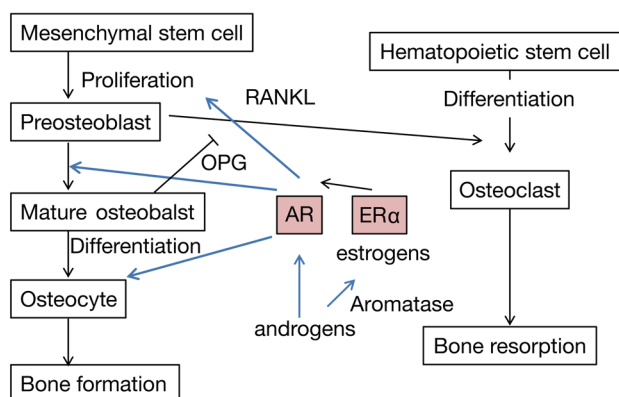 Mesenchymal stem cell
Hematopoietic stem cell
Proliferation
RANKL
Differentiation
Preosteoblast
OPG
Osteoclast
Mature osteobalst
AR
ERα
Differentiation
estrogens
Osteocyte
Aromatase
androgens
Bone resorption
Bone formation